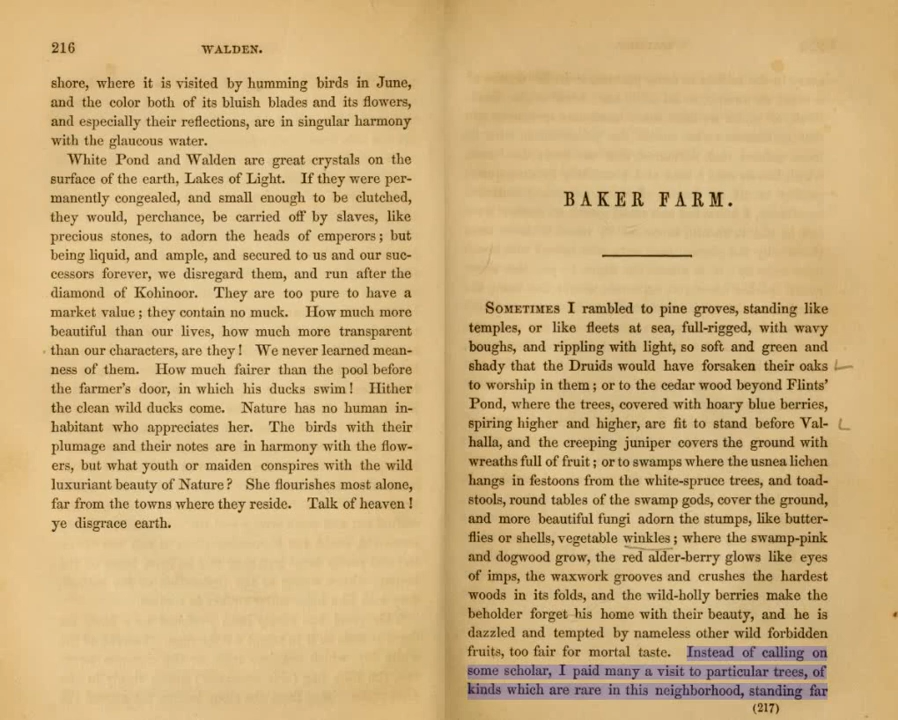 216
WALDEN.
shore, where it is visited by humming birds in June,
and the color both of its bluish blades and its flowers,
and especially their reflections, are in singular harmony
with the glaucous water.
White Pond and Walden are great crystals on the
surface of the earth, Lakes of Light. If they were per-
manently congealed, and small enough to be clutched,
they would, perchance, be carried off by slaves, like
precious stones, to adorn the heads of emperors; but
being liquid, and ample, and secured to us and our suc-
cessors forever, we disregard them, and run after the
diamond of Kohinoor. They are too pure to have a
market value; they contain no muck. How much more
beautiful than our lives, how much more transparent
than our characters, are they! We never learned mean-
ness of them. How much fairer than the pool before
the farmer's door, in which his ducks swim! Hither
the clean wild ducks come. Nature has no human in-
habitant who appreciates her. The birds with their
plumage and their notes are in harmony with the flow-
ers, but what youth or maiden conspires with the wild
luxuriant beauty of Nature? She flourishes most alone,
far from the towns where they reside. Talk of heaven!
ye disgrace earth.
BAKER FARM.
SOMETIMES I rambled to pine groves, standing like
temples, or like fleets at sea, full-rigged, with wavy
boughs, and rippling with light, so soft and green and
shady that the Druids would have forsaken their oaks
to worship in them; or to the cedar wood beyond Flints'
Pond, where the trees, covered with hoary blue berries,
spiring higher and higher, are fit to stand before Val-
halla, and the creeping juniper covers the ground with
wreaths full of fruit; or to swamps where the usnea lichen
hangs in festoons from the white-spruce trees, and toad-
stools, round tables of the swamp gods, cover the ground,
and more beautiful fungi adorn the stumps, like butter-
flies or shells, vegetable winkles; where the swamp-pink
and dogwood grow, the red alder-berry glows like eyes
of imps, the waxwork grooves and crushes the hardest
woods in its folds, and the wild-holly berries make the
beholder forget his home with their beauty, and he is
dazzled and tempted by nameless other wild forbidden
fruits, too fair for mortal taste. Instead of calling on
some scholar, I paid many a visit to particular trees, of
kinds which are rare in this neighborhood, standing far
(217)